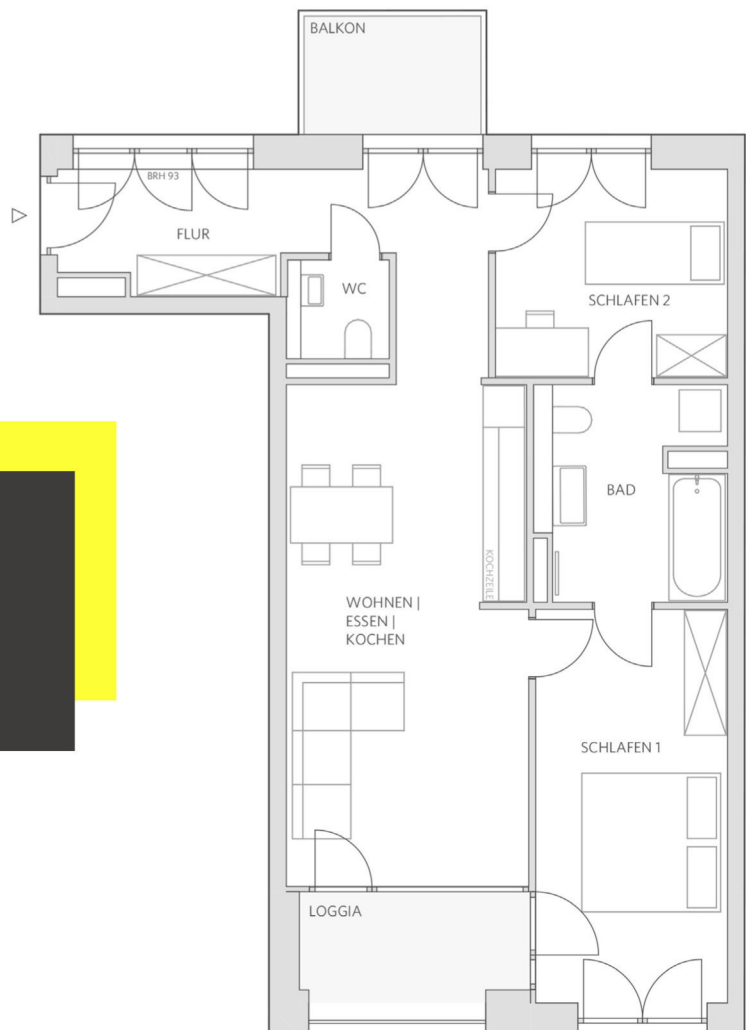 BALKON
BRH 93
FLUR
WC
SCHLAFEN 2
BAD
KOCHZEILE
WOHNEN |
ESSEN |
KOCHEN
SCHLAFEN 1
LOGGIA